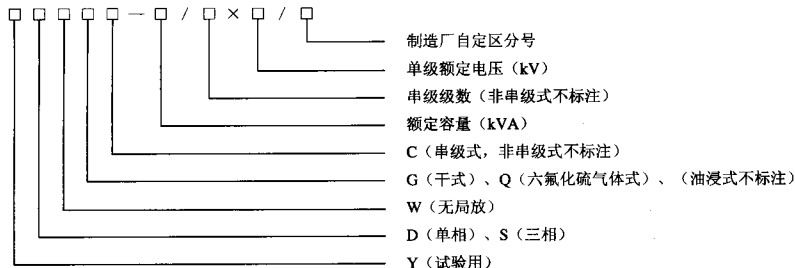 □ □ □ □ □ — □ / □ × □ / □
制造厂自定区分号
单级额定电压（kV）
串级级数（非串级式不标注）
额定容量（kVA）
C（串级式，非串级式不标注）
G（干式）、Q（六氟化硫气体式）、（油浸式不标注）
W（无局放）
D（单相）、S（三相）
Y（试验用）